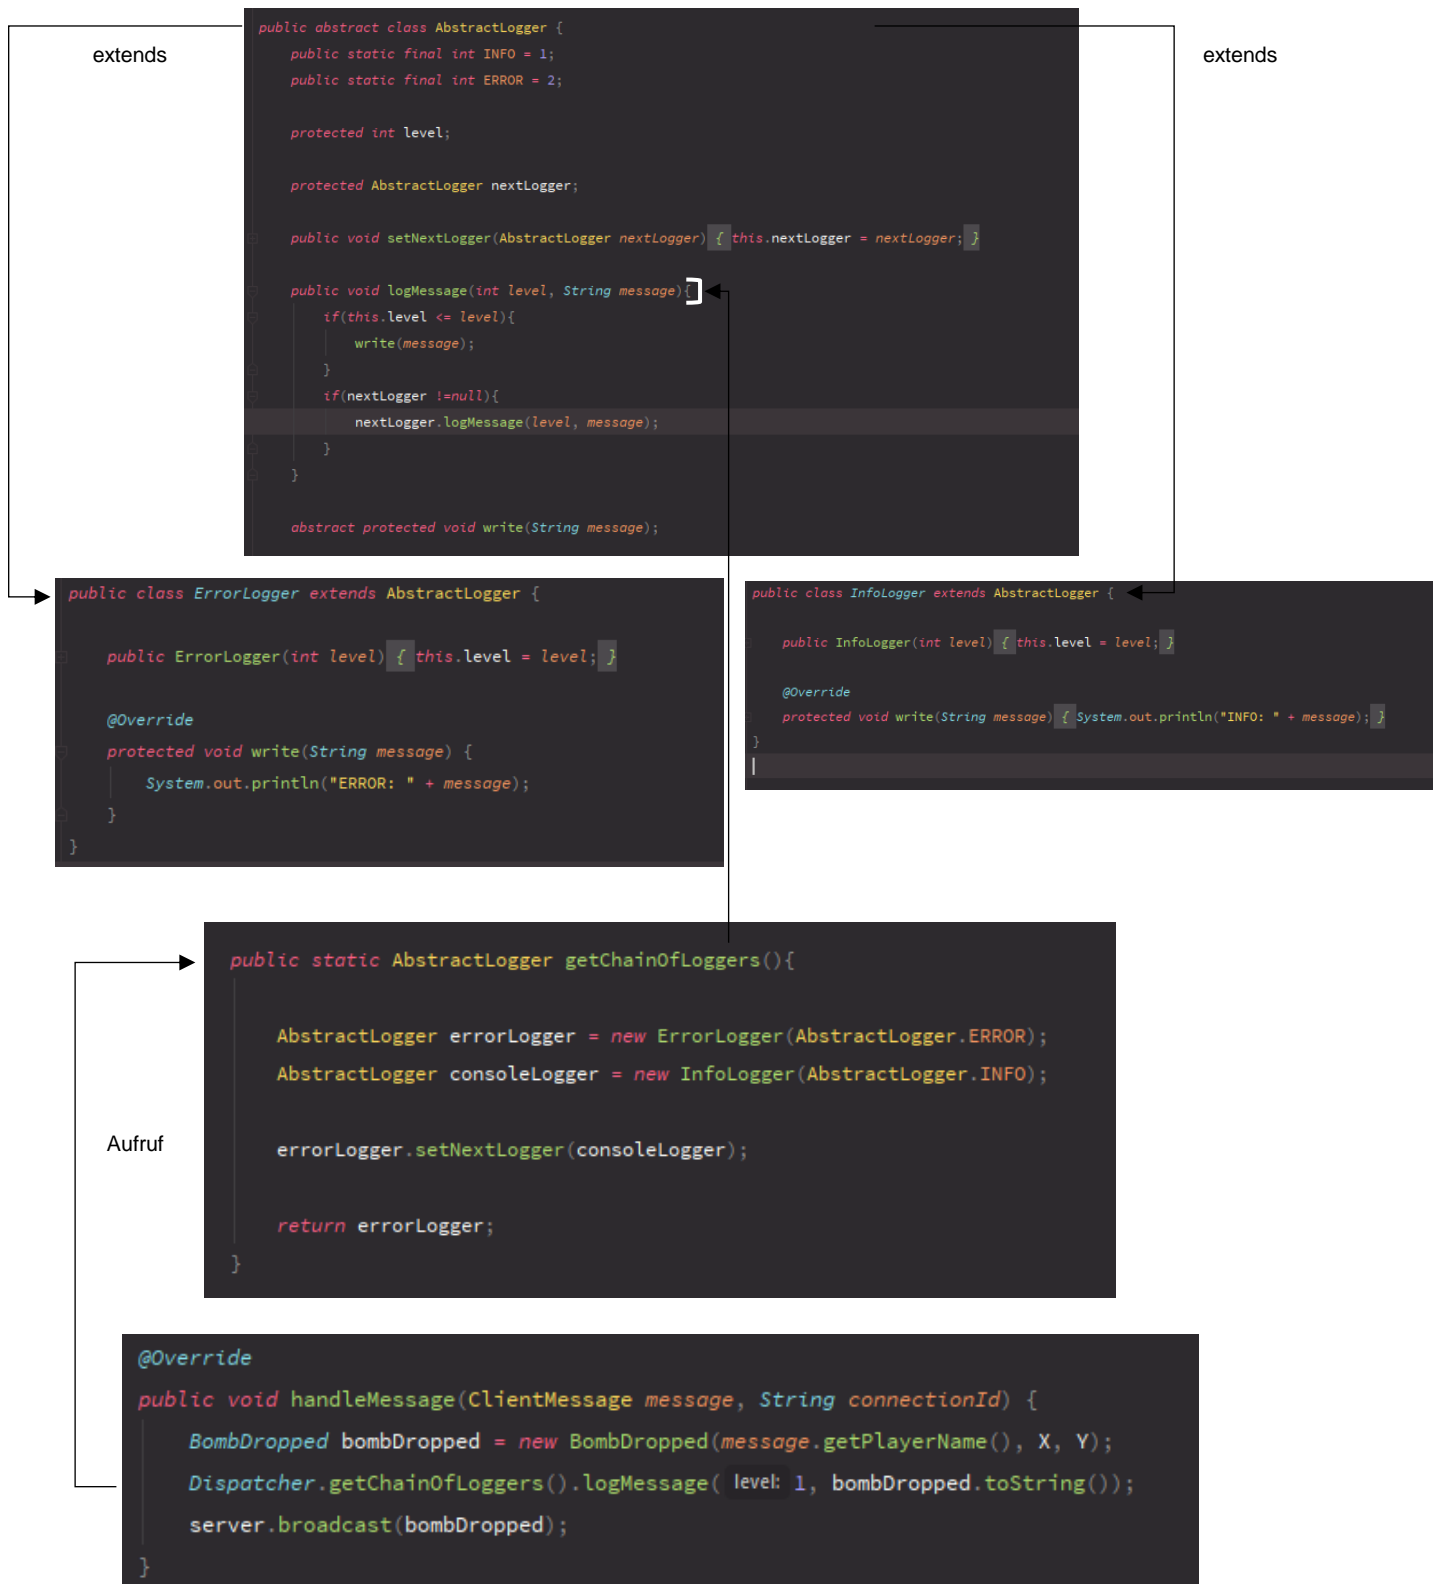 public abstract class AbstractLogger {
public static final int INFO = 1;
public static final int ERROR = 2;
protected int level;
protected AbstractLogger nextLogger;
public void setNextLogger(AbstractLogger nextLogger) { this.nextLogger = nextLogger; }
public void logMessage(int level, String message){
if(this.level <= level){
write(message);
}
if(nextLogger !=null){
nextLogger.logMessage(level, message);
}
}
abstract protected void write(String message);
extends
extends
public class ErrorLogger extends AbstractLogger {
public ErrorLogger(int level) { this.level = level; }
@Override
protected void write(String message) {
System.out.println("ERROR: " + message);
}
}
public class InfoLogger extends AbstractLogger {
public InfoLogger(int level) { this.level = level; }
@Override
protected void write(String message) { System.out.println("INFO: " + message); }
}
public static AbstractLogger getChainOfLoggers(){
AbstractLogger errorLogger = new ErrorLogger(AbstractLogger.ERROR);
AbstractLogger consoleLogger = new InfoLogger(AbstractLogger.INFO);
errorLogger.setNextLogger(consoleLogger);
return errorLogger;
}
Aufruf
@Override
public void handleMessage(ClientMessage message, String connectionId) {
BombDropped bombDropped = new BombDropped(message.getPlayerName(), X, Y);
Dispatcher.getChainOfLoggers().logMessage( level: 1, bombDropped.toString());
server.broadcast(bombDropped);
}